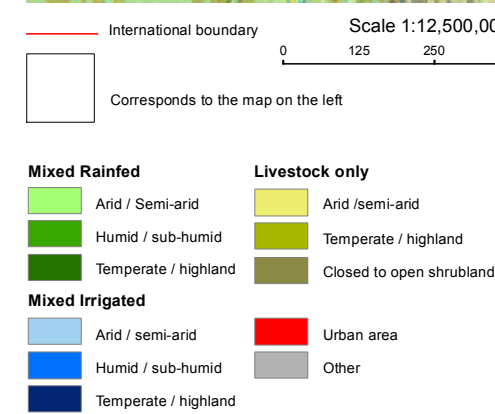 International boundary
Scale 1:12,500,00
0 125 250
Corresponds to the map on the left
Mixed Rainfed
Arid / Semi-arid
Humid / sub-humid
Temperate / highland
Mixed Irrigated
Arid / semi-arid
Humid / sub-humid
Temperate / highland
Livestock only
Arid /semi-arid
Temperate / highland
Closed to open shrubland
Urban area
Other